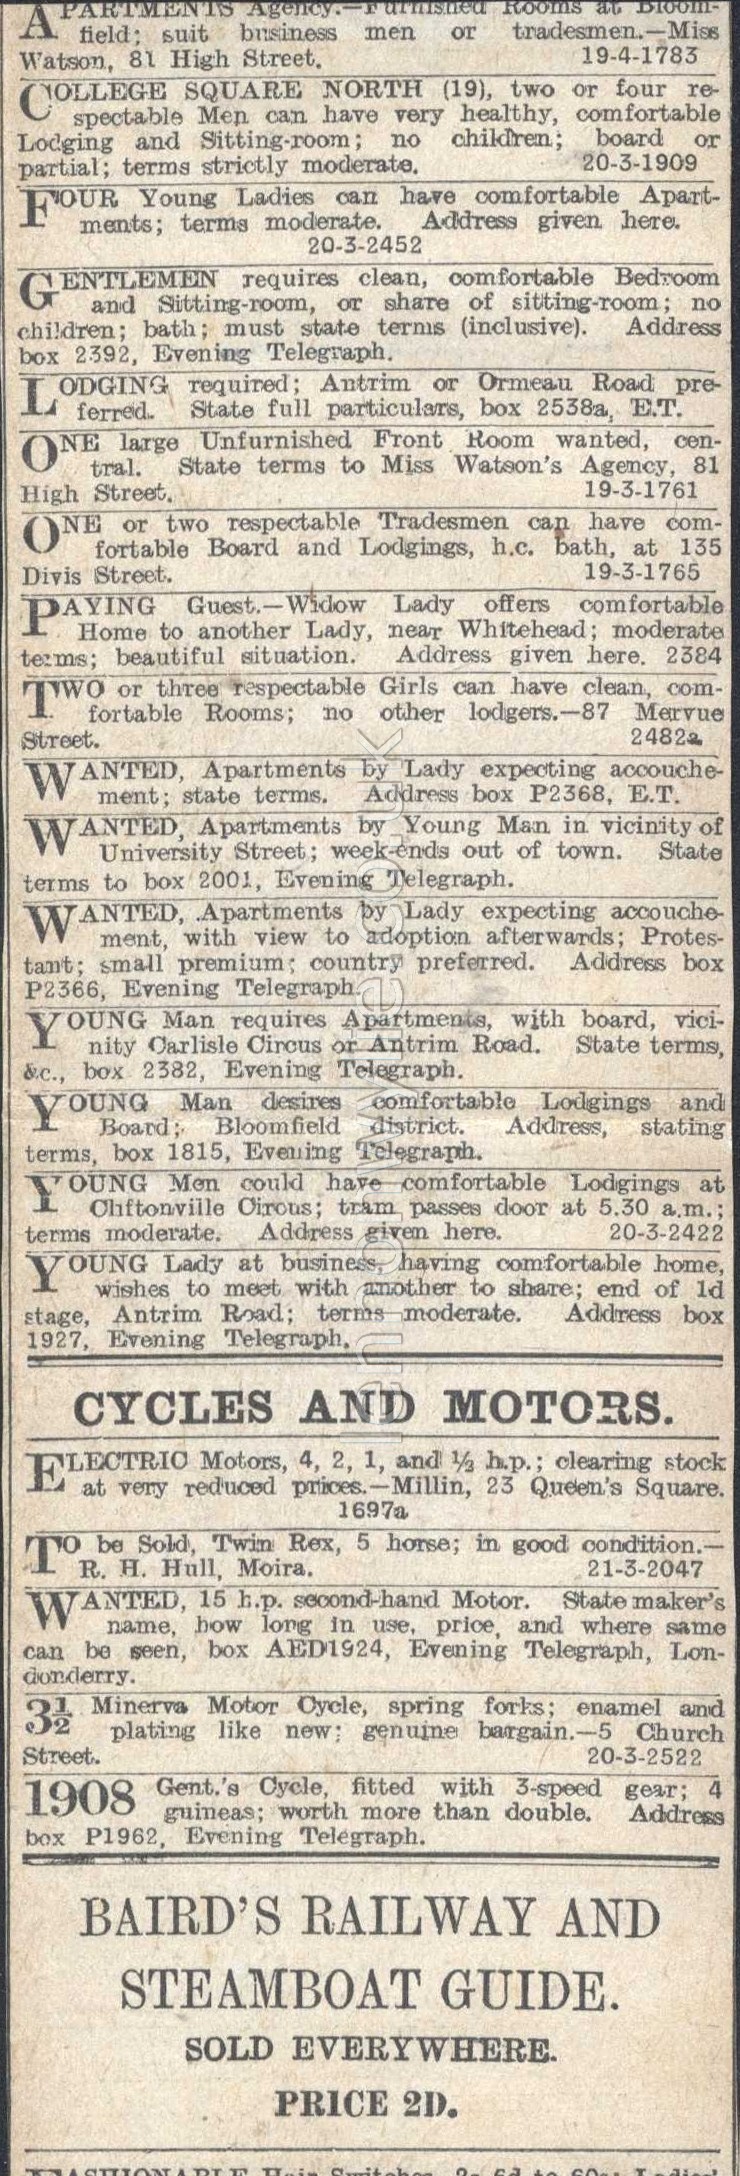 APARTMENTS Agency.—Furnished Rooms at Bloom-
field; suit business men or tradesmen.—Miss
Watson, 81 High Street. 19-4-1783
COLLEGE SQUARE NORTH (19), two or four re-
spectable Men can have very healthy, comfortable
Lodging and Sitting-room; no children; board or
partial; terms strictly moderate. 20-3-1909
FOUR Young Ladies can have comfortable Apart-
ments; terms moderate. Address given here.
20-3-2452
GENTLEMEN requires clean, comfortable Bedroom
and Sitting-room, or share of sitting-room; no
children; bath; must state terms (inclusive). Address
box 2392, Evening Telegraph.
LODGING required; Antrim or Ormeau Road pre-
ferred. State full particulars, box 2538a, E.T.
ONE large Unfurnished Front Room wanted, cen-
tral. State terms to Miss Watson's Agency, 81
High Street. 19-3-1761
ONE or two respectable Tradesmen can have com-
fortable Board and Lodgings, h.c. bath, at 135
Divis Street. 19-3-1765
PAYING Guest.—Widow Lady offers comfortable
Home to another Lady, near Whitehead; moderate
terms; beautiful situation. Address given here. 2384
TWO or three respectable Girls can have clean, com-
fortable Rooms; no other lodgers.—87 Mervue
Street. 2482a
WANTED, Apartments by Lady expecting accouche-
ment; state terms. Address box P2368, E.T.
WANTED, Apartments by Young Man in vicinity of
University Street; week-ends out of town. State
terms to box 2001, Evening Telegraph.
WANTED, Apartments by Lady expecting accouche-
ment, with view to adoption afterwards; Protes-
tant; small premium; country preferred. Address box
P2366, Evening Telegraph.
YOUNG Man requires Apartments, with board, vici-
nity Carlisle Circus or Antrim Road. State terms,
&c., box 2382, Evening Telegraph.
YOUNG Man desires comfortable Lodgings and
Board; Bloomfield district. Address, stating
terms, box 1815, Evening Telegraph.
YOUNG Men could have comfortable Lodgings at
Cliftonville Circus; tram passes door at 5.30 a.m.;
terms moderate. Address given here. 20-3-2422
YOUNG Lady at business, having comfortable home,
wishes to meet with another to share; end of 1d
stage, Antrim Road; terms moderate. Address box
1927, Evening Telegraph.
CYCLES AND MOTORS.
ELECTRIC Motors, 4, 2, 1, and ½ h.p.; clearing stock
at very reduced prices.—Millin, 23 Queen's Square.
1697a
TO be Sold, Twin Rex, 5 horse; in good condition.—
R. H. Hull, Moira. 21-3-2047
WANTED, 15 h.p. second-hand Motor. State maker's
name, how long in use, price, and where same
can be seen, box AED1924, Evening Telegraph, Lon-
donderry.
3½ Minerva Motor Cycle, spring forks; enamel and
plating like new; genuine bargain.—5 Church
Street. 20-3-2522
1908 Gent.'s Cycle, fitted with 3-speed gear; 4
guineas; worth more than double. Address
box P1962, Evening Telegraph.
BAIRD'S RAILWAY AND
STEAMBOAT GUIDE.
SOLD EVERYWHERE.
PRICE 2D.
FASHIONABLE Hair Switches, 2s 6d to 60s; Ladies'